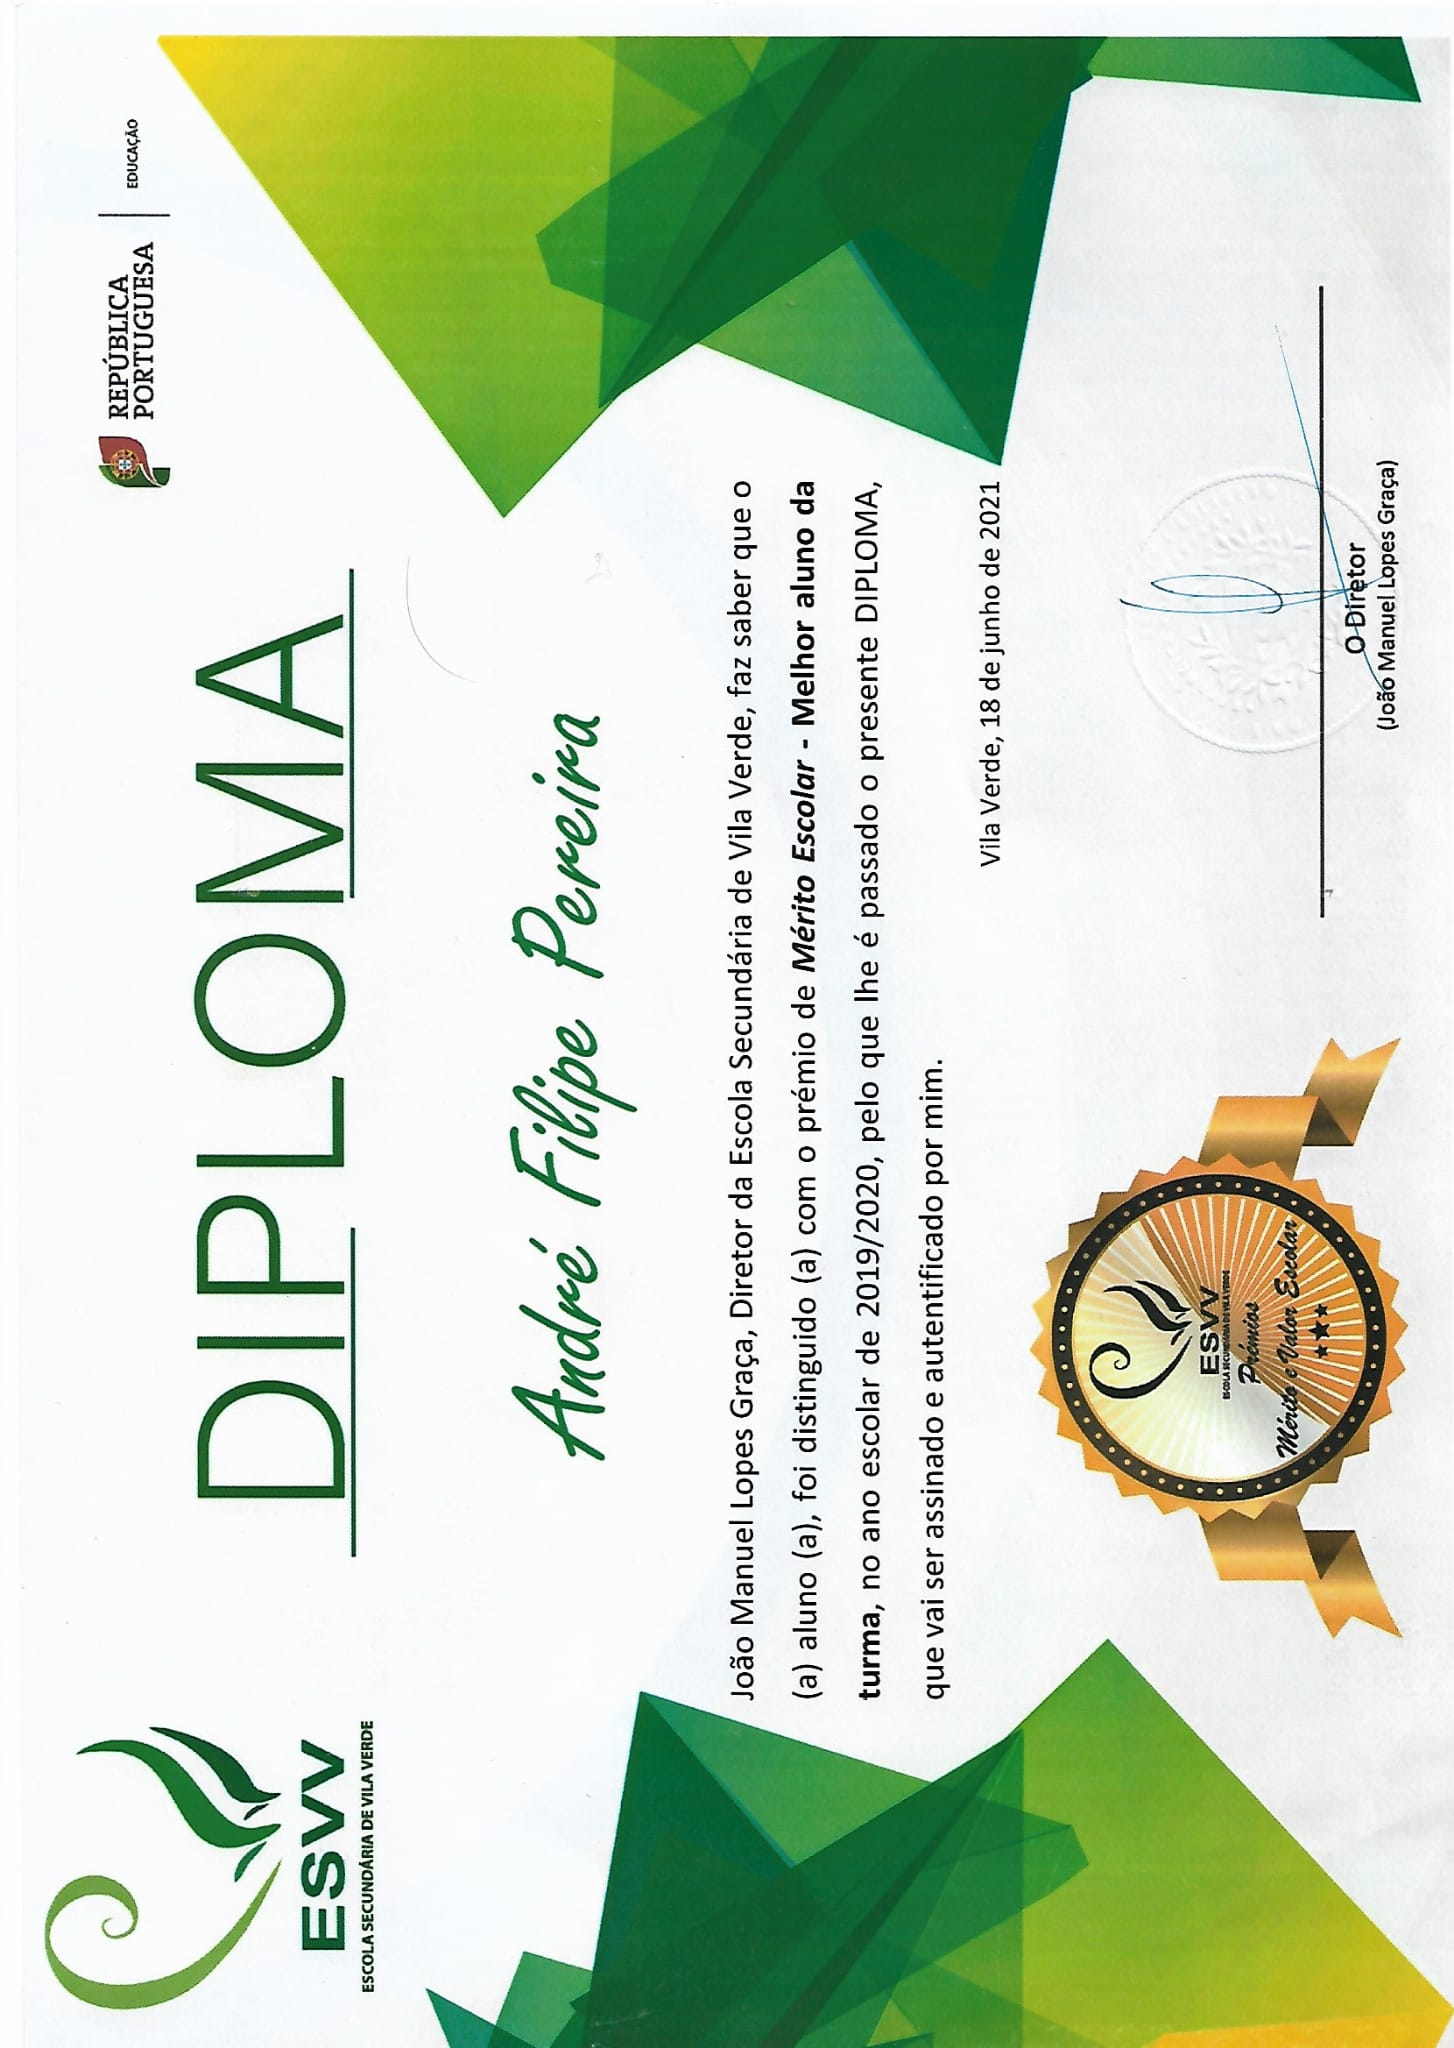 REPÚBLICA
PORTUGUESA
EDUCAÇÃO
ESVV
ESCOLA SECUNDÁRIA DE VILA VERDE
DIPLOMA
André Filipe Pereira
João Manuel Lopes Graça, Diretor da Escola Secundária de Vila Verde, faz saber que o
(a) aluno (a), foi distinguido (a) com o prémio de Mérito Escolar - Melhor aluno da
turma, no ano escolar de 2019/2020, pelo que lhe é passado o presente DIPLOMA,
que vai ser assinado e autentificado por mim.
Vila Verde, 18 de junho de 2021
ESVV
ESCOLA SECUNDÁRIA DE VILA VERDE
Prémios
Mérito e Valor Escolar
O Diretor
(João Manuel Lopes Graça)